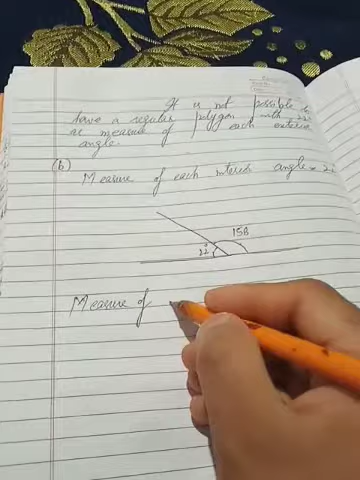 It is not possible to
have a regular polygon with 22°
as measure of each exterior
angle.
(b)
Measure of each interior angle = 22
158
22°
Measure of